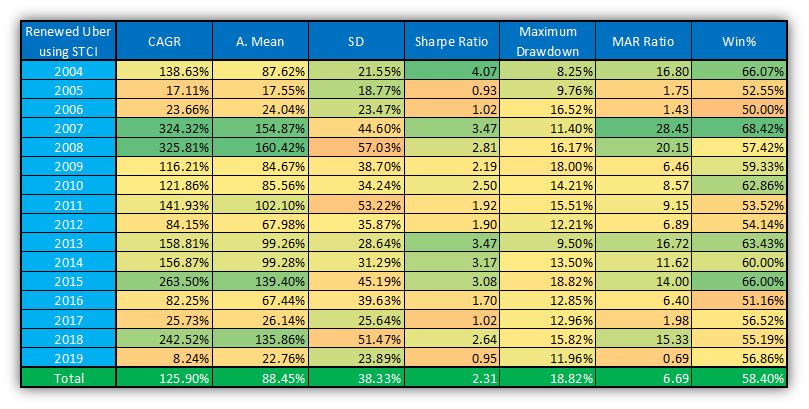 Renewed Uber using STCI CAGR A. Mean SD Sharpe Ratio Maximum Drawdown MAR Ratio Win%
2004 138.63% 87.62% 21.55% 4.07 8.25% 16.80 66.07%
2005 17.11% 17.55% 18.77% 0.93 9.76% 1.75 52.55%
2006 23.66% 24.04% 23.47% 1.02 16.52% 1.43 50.00%
2007 324.32% 154.87% 44.60% 3.47 11.40% 28.45 68.42%
2008 325.81% 160.42% 57.03% 2.81 16.17% 20.15 57.42%
2009 116.21% 84.67% 38.70% 2.19 18.00% 6.46 59.33%
2010 121.86% 85.56% 34.24% 2.50 14.21% 8.57 62.86%
2011 141.93% 102.10% 53.22% 1.92 15.51% 9.15 53.52%
2012 84.15% 67.98% 35.87% 1.90 12.21% 6.89 54.14%
2013 158.81% 99.26% 28.64% 3.47 9.50% 16.72 63.43%
2014 156.87% 99.28% 31.29% 3.17 13.50% 11.62 60.00%
2015 263.50% 139.40% 45.19% 3.08 18.82% 14.00 66.00%
2016 82.25% 67.44% 39.63% 1.70 12.85% 6.40 51.16%
2017 25.73% 26.14% 25.64% 1.02 12.96% 1.98 56.52%
2018 242.52% 135.86% 51.47% 2.64 15.82% 15.33 55.19%
2019 8.24% 22.76% 23.89% 0.95 11.96% 0.69 56.86%
Total 125.90% 88.45% 38.33% 2.31 18.82% 6.69 58.40%